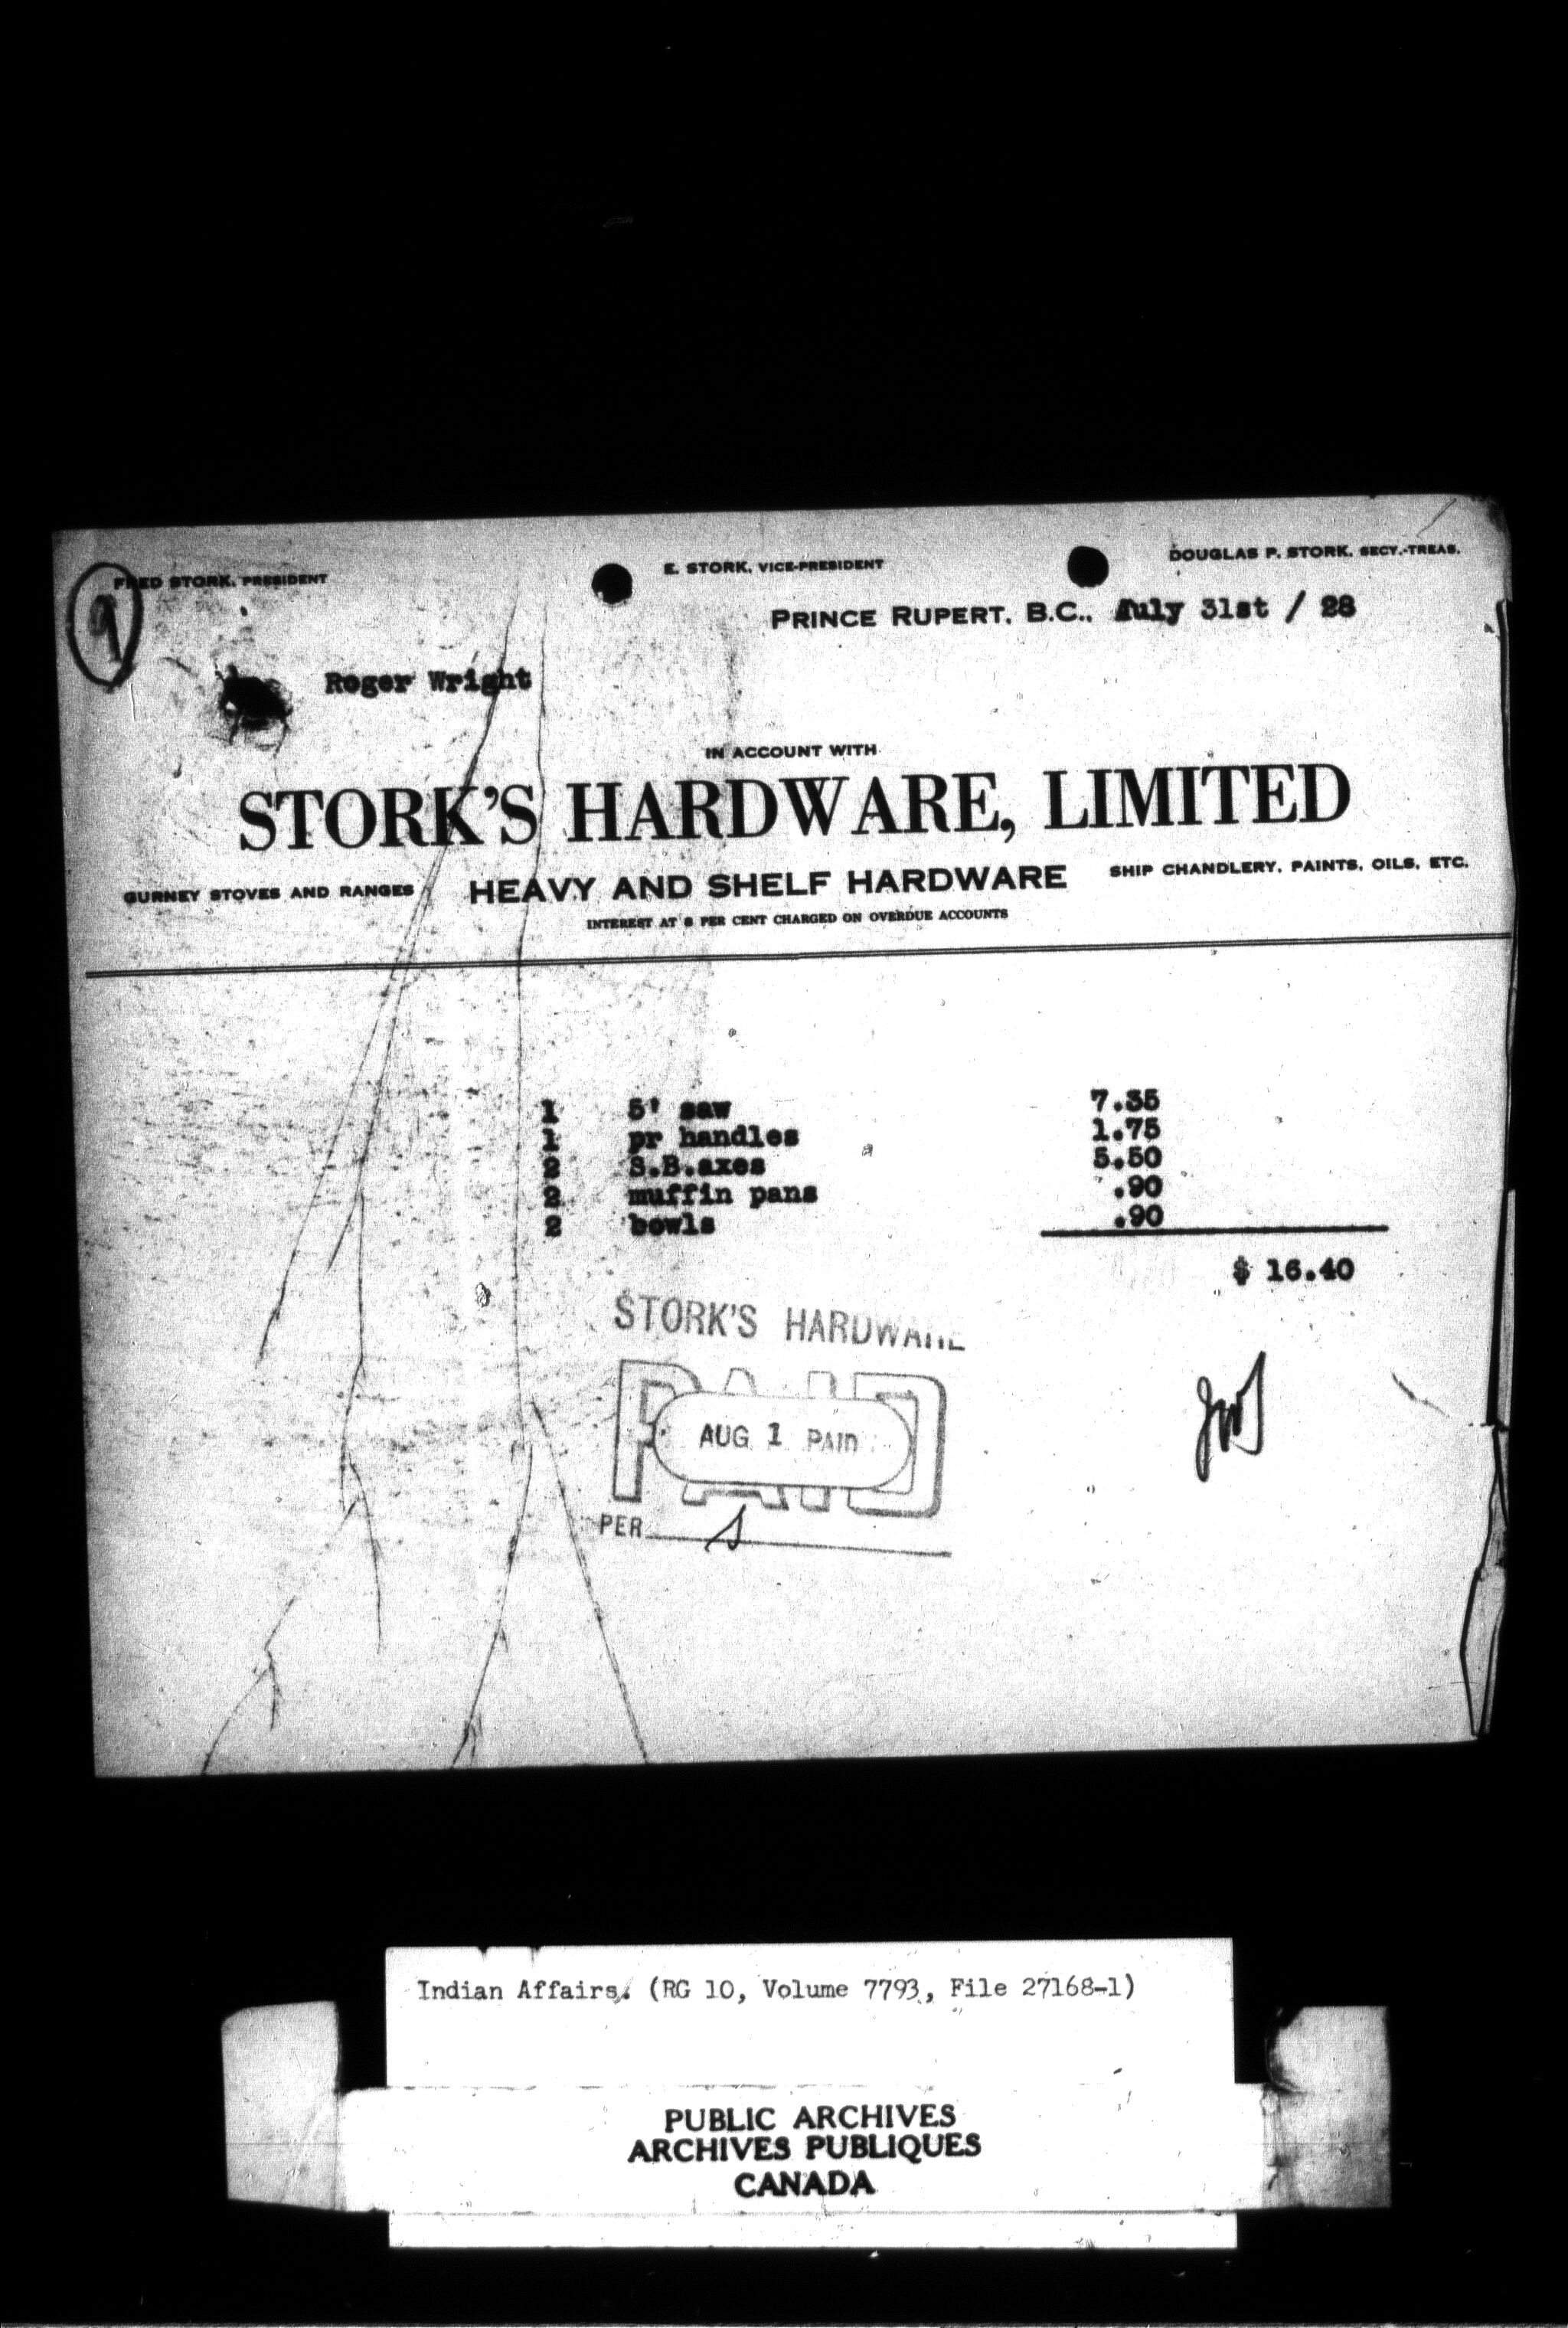 FRED STORK, PRESIDENT
E. STORK, VICE-PRESIDENT
DOUGLAS P. STORK, SECY.-TREAS.
9
PRINCE RUPERT, B.C., July 31st / 28
Roger Wright
IN ACCOUNT WITH
STORK'S HARDWARE, LIMITED
GURNEY STOVES AND RANGES
HEAVY AND SHELF HARDWARE
SHIP CHANDLERY, PAINTS, OILS, ETC.
INTEREST AT 8 PER CENT CHARGED ON OVERDUE ACCOUNTS
1 5' saw 7.35
1 pr handles 1.75
2 S.B.axes 5.50
2 muffin pans .90
2 bowls .90
$ 16.40
STORK'S HARDWARE
PAID
AUG 1 PAID
PER
Indian Affairs. (RG 10, Volume 7793, File 27168-1)
PUBLIC ARCHIVES
ARCHIVES PUBLIQUES
CANADA